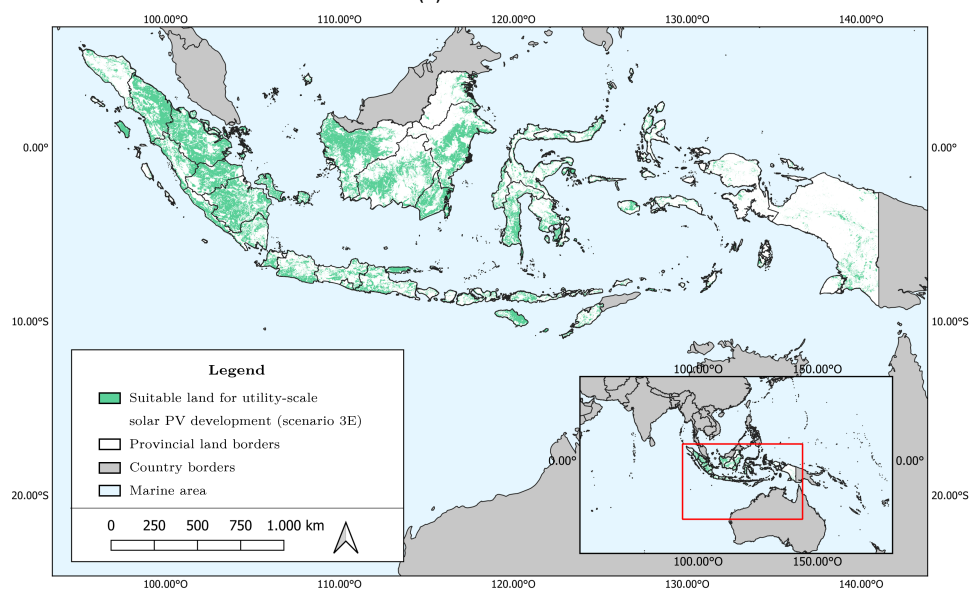 100.00°O 110.00°O 120.00°O 130.00°O 140.00°O
0.00° 0.00°
10.00°S 10.00°S
20.00°S 20.00°S
Legend
Suitable land for utility-scale
solar PV development (scenario 3E)
Provincial land borders
Country borders
Marine area
0 250 500 750 1.000 km
100.00°O 150.00°O
0.00° 0.00°
100.00°O 150.00°O
100.00°O 110.00°O 120.00°O 130.00°O 140.00°O